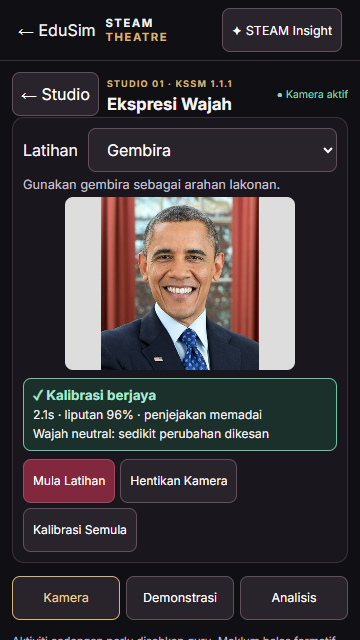 ← EduSim
STEAM
THEATRE
✦ STEAM Insight
← Studio
STUDIO 01 · KSSM 1.1.1
Ekspresi Wajah
● Kamera aktif
Latihan
Gembira
Gunakan gembira sebagai arahan lakonan.
✓ Kalibrasi berjaya
2.1s · liputan 96% · penjejakan memadai
Wajah neutral: sedikit perubahan dikesan
Mula Latihan
Hentikan Kamera
Kalibrasi Semula
Kamera
Demonstrasi
Analisis